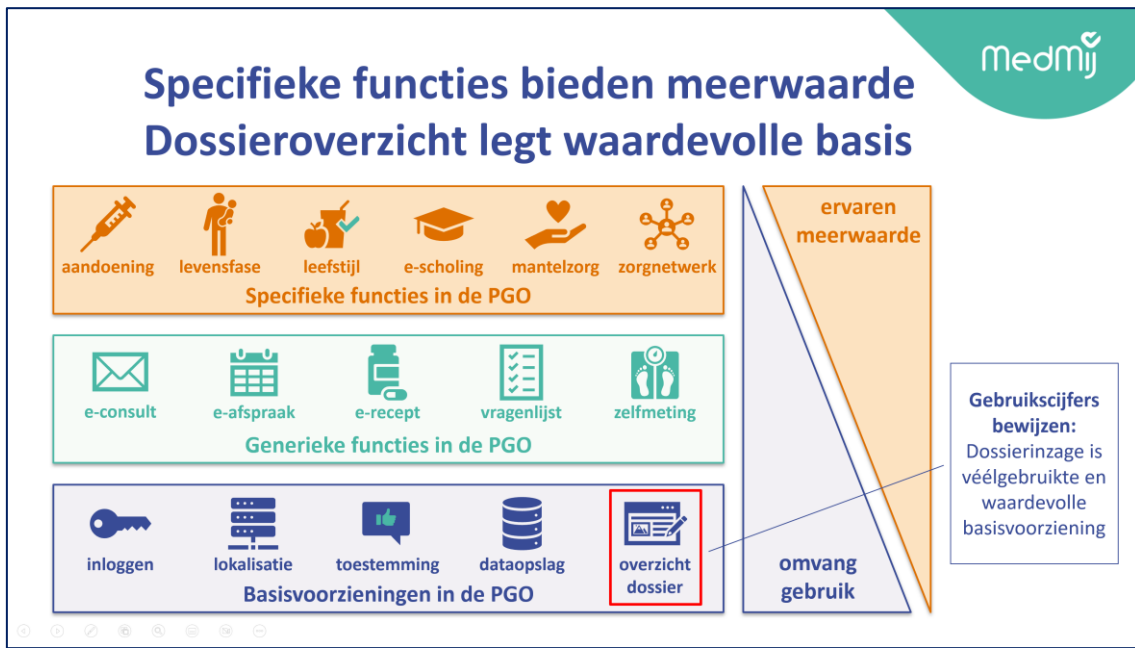 MedMij
Specifieke functies bieden meerwaarde
Dossieroverzicht legt waardevolle basis
aandoening levensfase leefstijl e-scholing mantelzorg zorgnetwerk
Specifieke functies in de PGO
e-consult e-afspraak e-recept vragenlijst zelfmeting
Generieke functies in de PGO
inloggen lokalisatie toestemming dataopslag overzicht
dossier
Basisvoorzieningen in de PGO
ervaren
meerwaarde
omvang
gebruik
Gebruikscijfers
bewijzen:
Dossierinzage is
véélgebruikte en
waardevolle
basisvoorziening